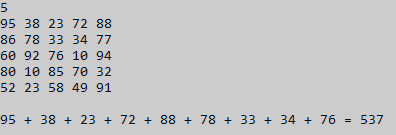 5
95 38 23 72 88
86 78 33 34 77
60 92 76 10 94
80 10 85 70 32
52 23 58 49 91
95 + 38 + 23 + 72 + 88 + 78 + 33 + 34 + 76 = 537